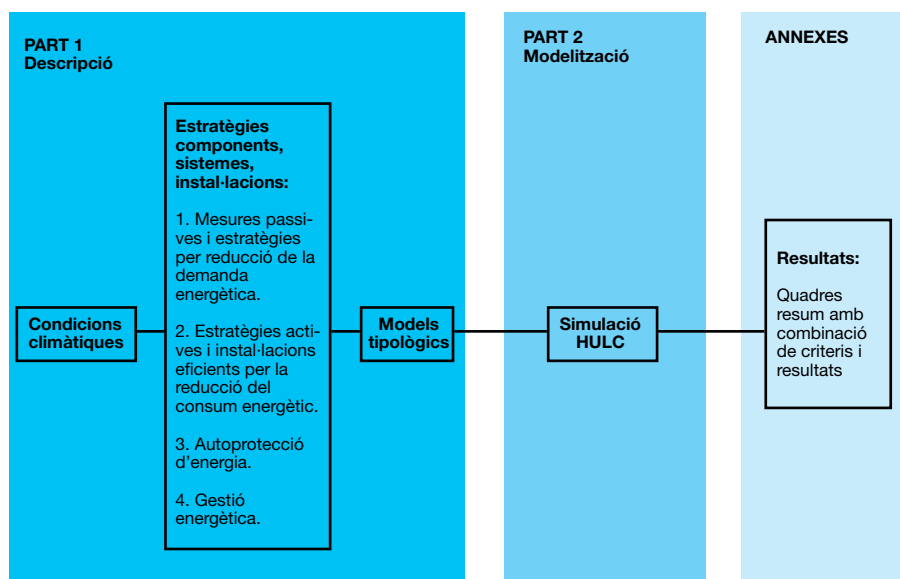 PART 1
Descripció
Condicions
climàtiques
Estratègies
components,
sistemes,
instal·lacions:
1. Mesures passi-
ves i estratègies
per reducció de la
demanda
energètica.
2. Estratègies acti-
ves i instal·lacions
eficients per la
reducció del
consum energètic.
3. Autoprotecció
d’energia.
4. Gestió
energètica.
Models
tipològics
PART 2
Modelització
Simulació
HULC
ANNEXES
Resultats:
Quadres
resum amb
combinació
de criteris i
resultats